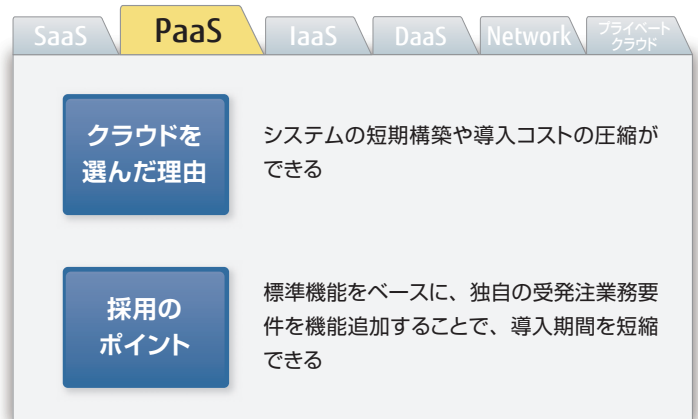 SaaS PaaS IaaS DaaS Network プライベート
クラウド
クラウドを
選んだ理由
システムの短期構築や導入コストの圧縮が
できる
採用の
ポイント
標準機能をベースに、独自の受発注業務要
件を機能追加することで、導入期間を短縮
できる